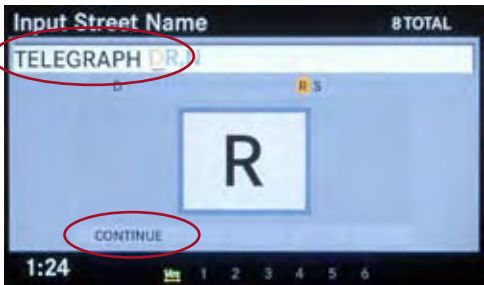 Input Street Name 8 TOTAL
TELEGRAPH DR,N
D R S
R
CONTINUE
1:24 1 2 3 4 5 6